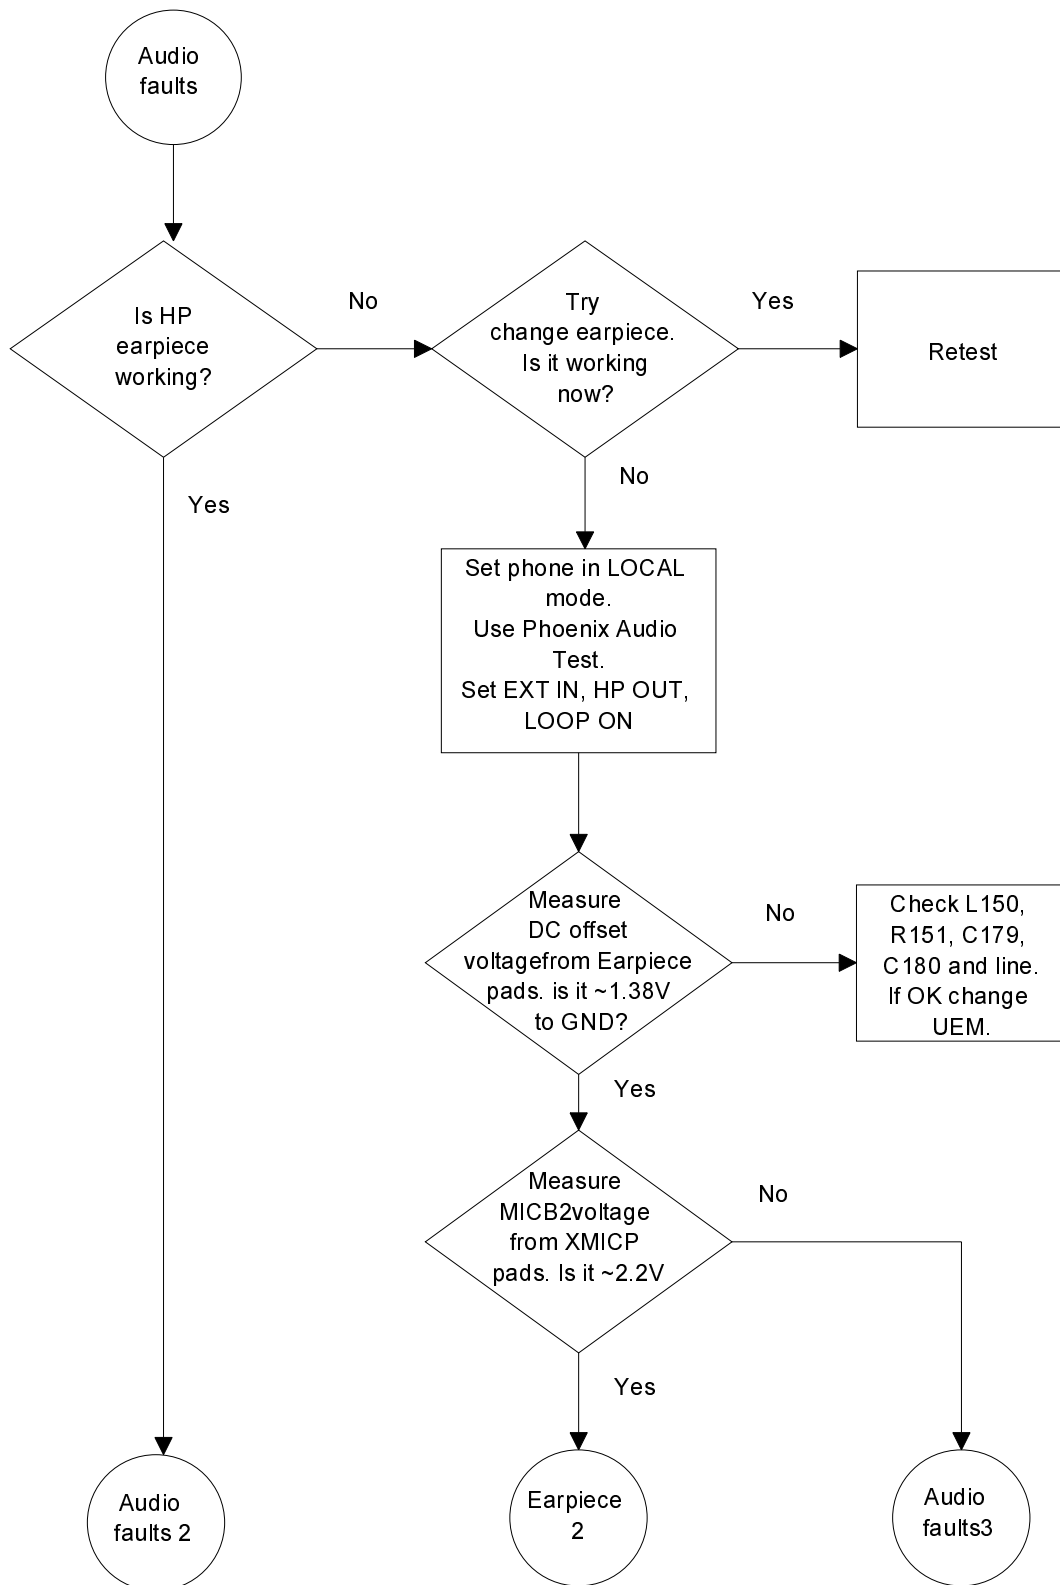 Audio
faults
Is HP
earpiece
working?
No
Try
change earpiece.
Is it working
now?
Yes
Retest
Yes
No
Set phone in LOCAL
mode.
Use Phoenix Audio
Test.
Set EXT IN, HP OUT,
LOOP ON
Measure
DC offset
voltagefrom Earpiece
pads. is it ~1.38V
to GND?
No
Check L150,
R151, C179,
C180 and line.
If OK change
UEM.
Yes
Measure
MICB2voltage
from XMICP
pads. Is it ~2.2V
No
Yes
Audio
faults 2
Earpiece
2
Audio
faults3